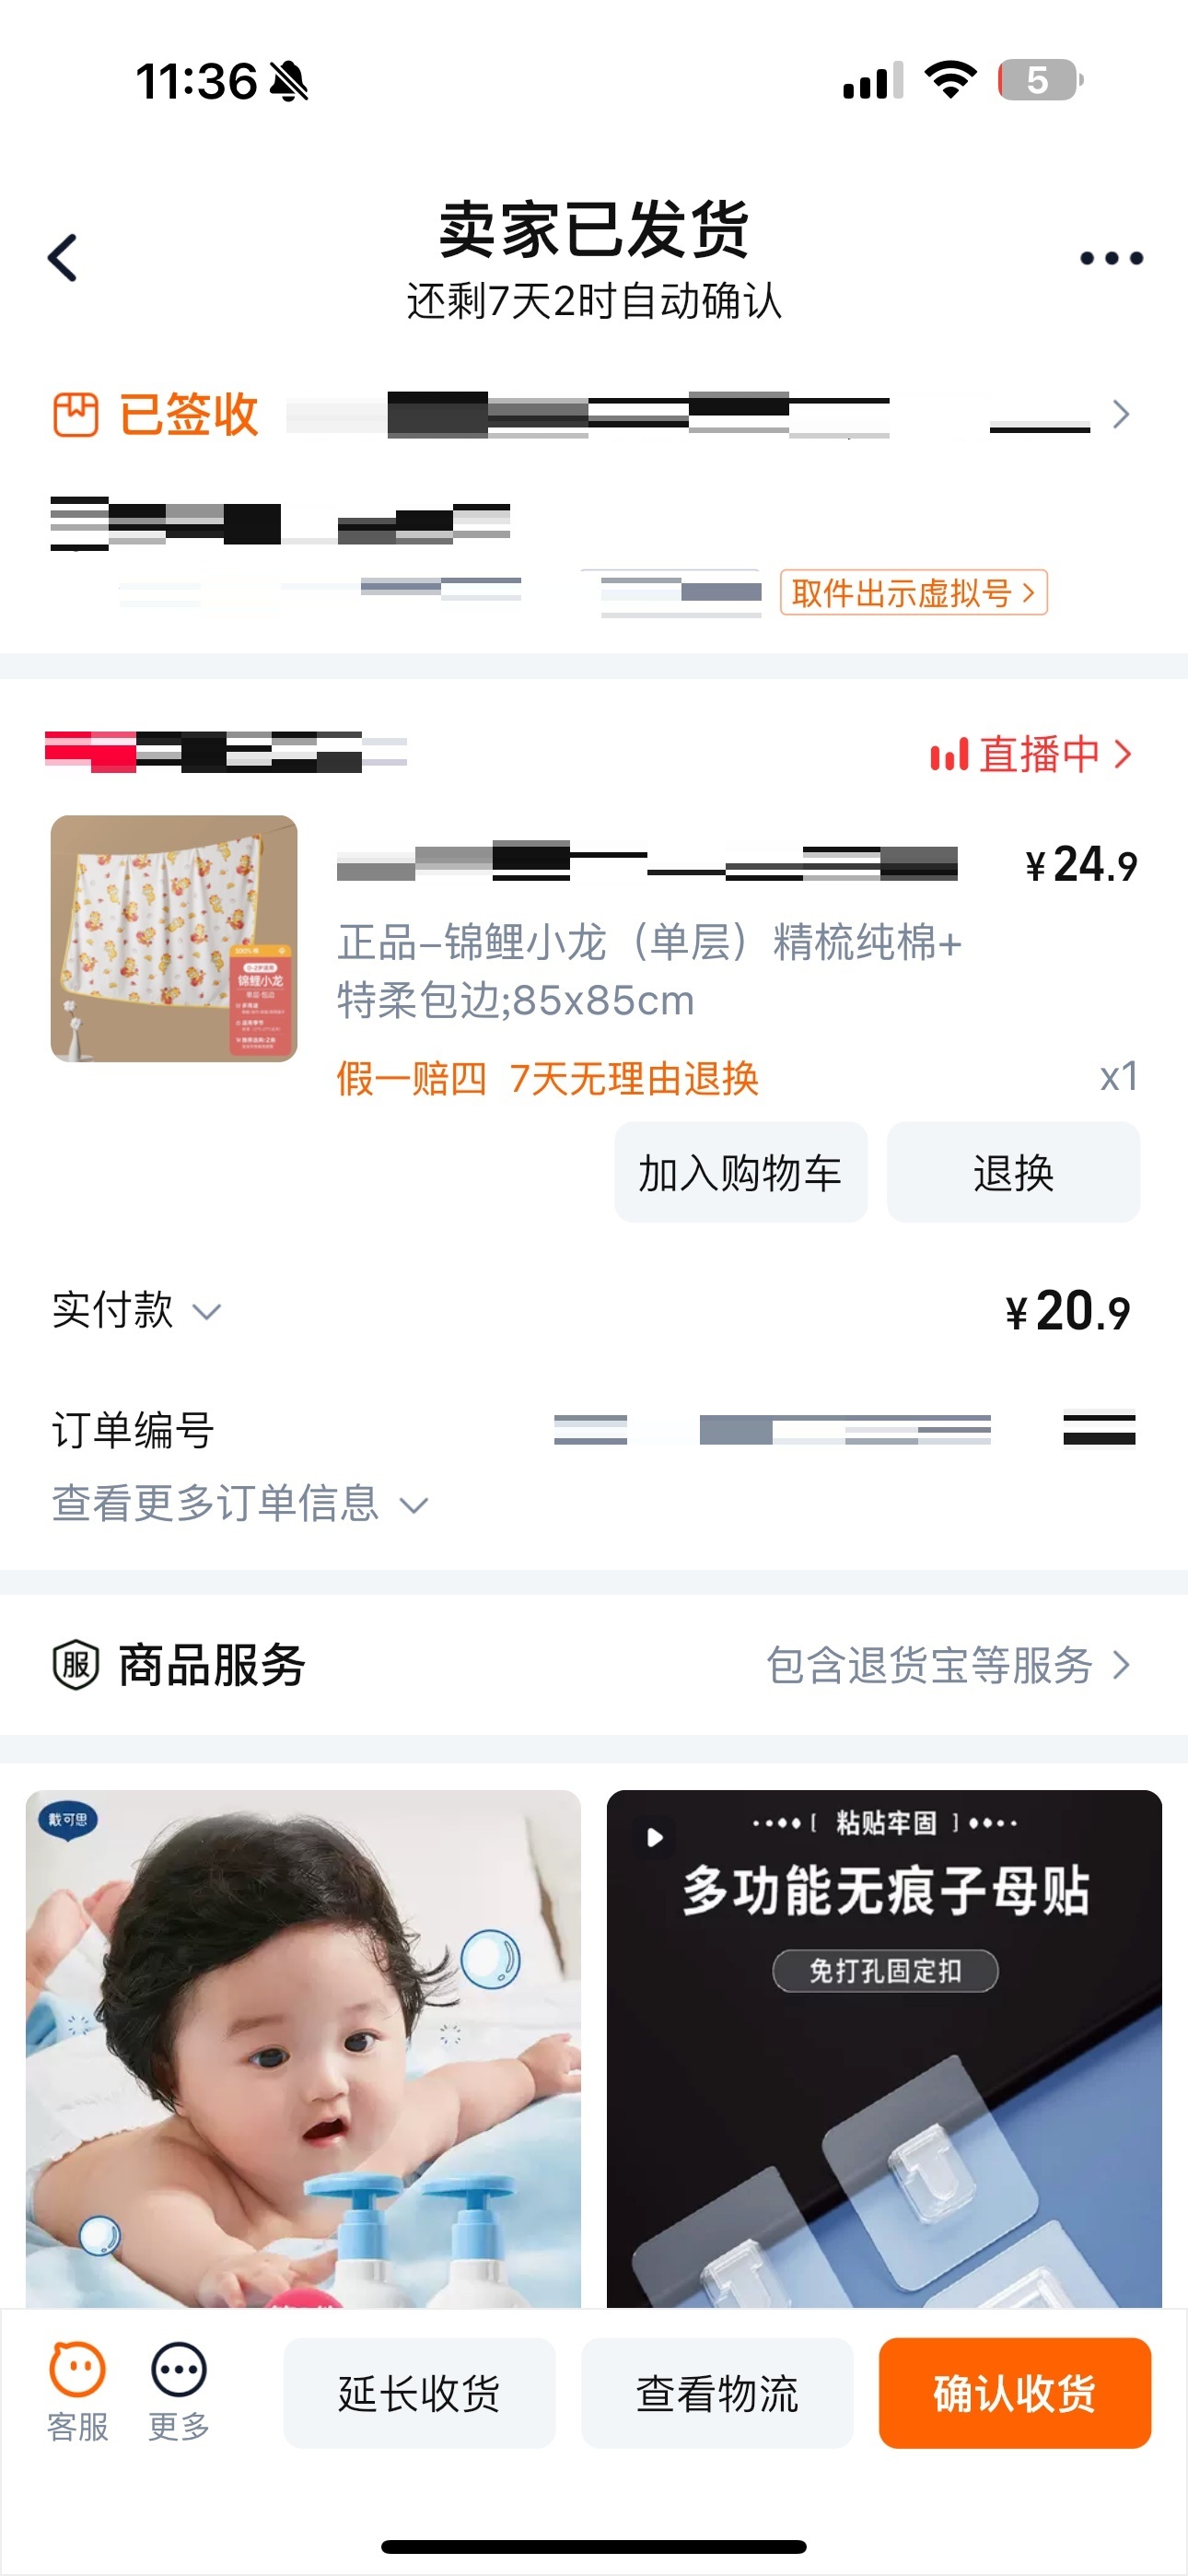 11:36
5
卖家已发货
还剩7天2时自动确认
已签收
取件出示虚拟号
直播中
¥24.9
正品-锦鲤小龙（单层）精梳纯棉+
特柔包边;85x85cm
锦鲤小龙
假一赔四 7天无理由退换
x1
加入购物车
退换
实付款
¥20.9
订单编号
查看更多订单信息
服 商品服务
包含退货宝等服务
戴可思
粘贴牢固
多功能无痕子母贴
免打孔固定扣
客服
更多
延长收货
查看物流
确认收货